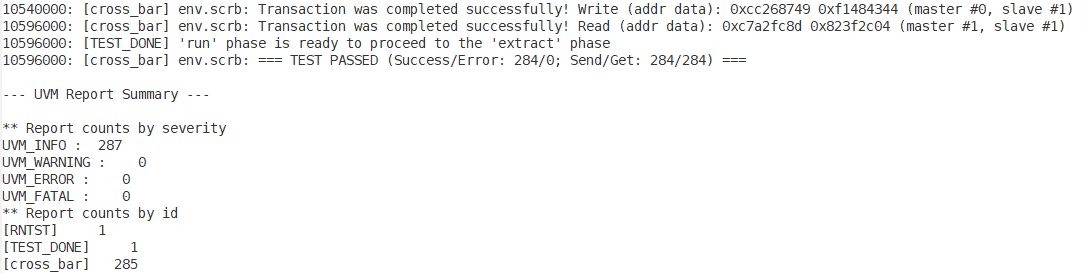 10540000: [cross_bar] env.scrb: Transaction was completed successfully! Write (addr data): 0xcc268749 0xf1484344 (master #0, slave #1)
10596000: [cross_bar] env.scrb: Transaction was completed successfully! Read (addr data): 0xc7a2fc8d 0x823f2c04 (master #1, slave #1)
10596000: [TEST_DONE] 'run' phase is ready to proceed to the 'extract' phase
10596000: [cross_bar] env.scrb: === TEST PASSED (Success/Error: 284/0; Send/Get: 284/284) ===
--- UVM Report Summary ---
** Report counts by severity
UVM_INFO :  287
UVM_WARNING :    0
UVM_ERROR :    0
UVM_FATAL :    0
** Report counts by id
[RNTST]     1
[TEST_DONE]     1
[cross_bar]   285